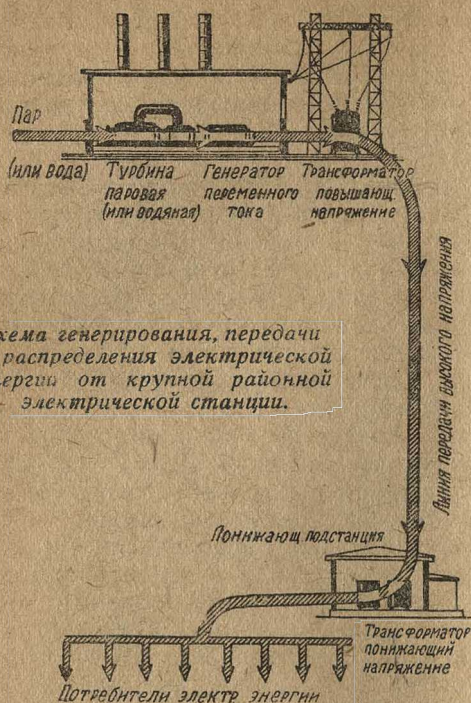 Пар
(или вода)
Турбина
паровая
(или водяная)
Генератор
переменного
тока
Трансформатор
повышающ.
напряжение
Линия передачи высокого напряжения
хема генерирования, передачи
распределения электрической
ергии от крупной районной
электрической станции.
Понижающ подстанция
Трансформатор
понижающий
напряжение
Потребители электр энергии